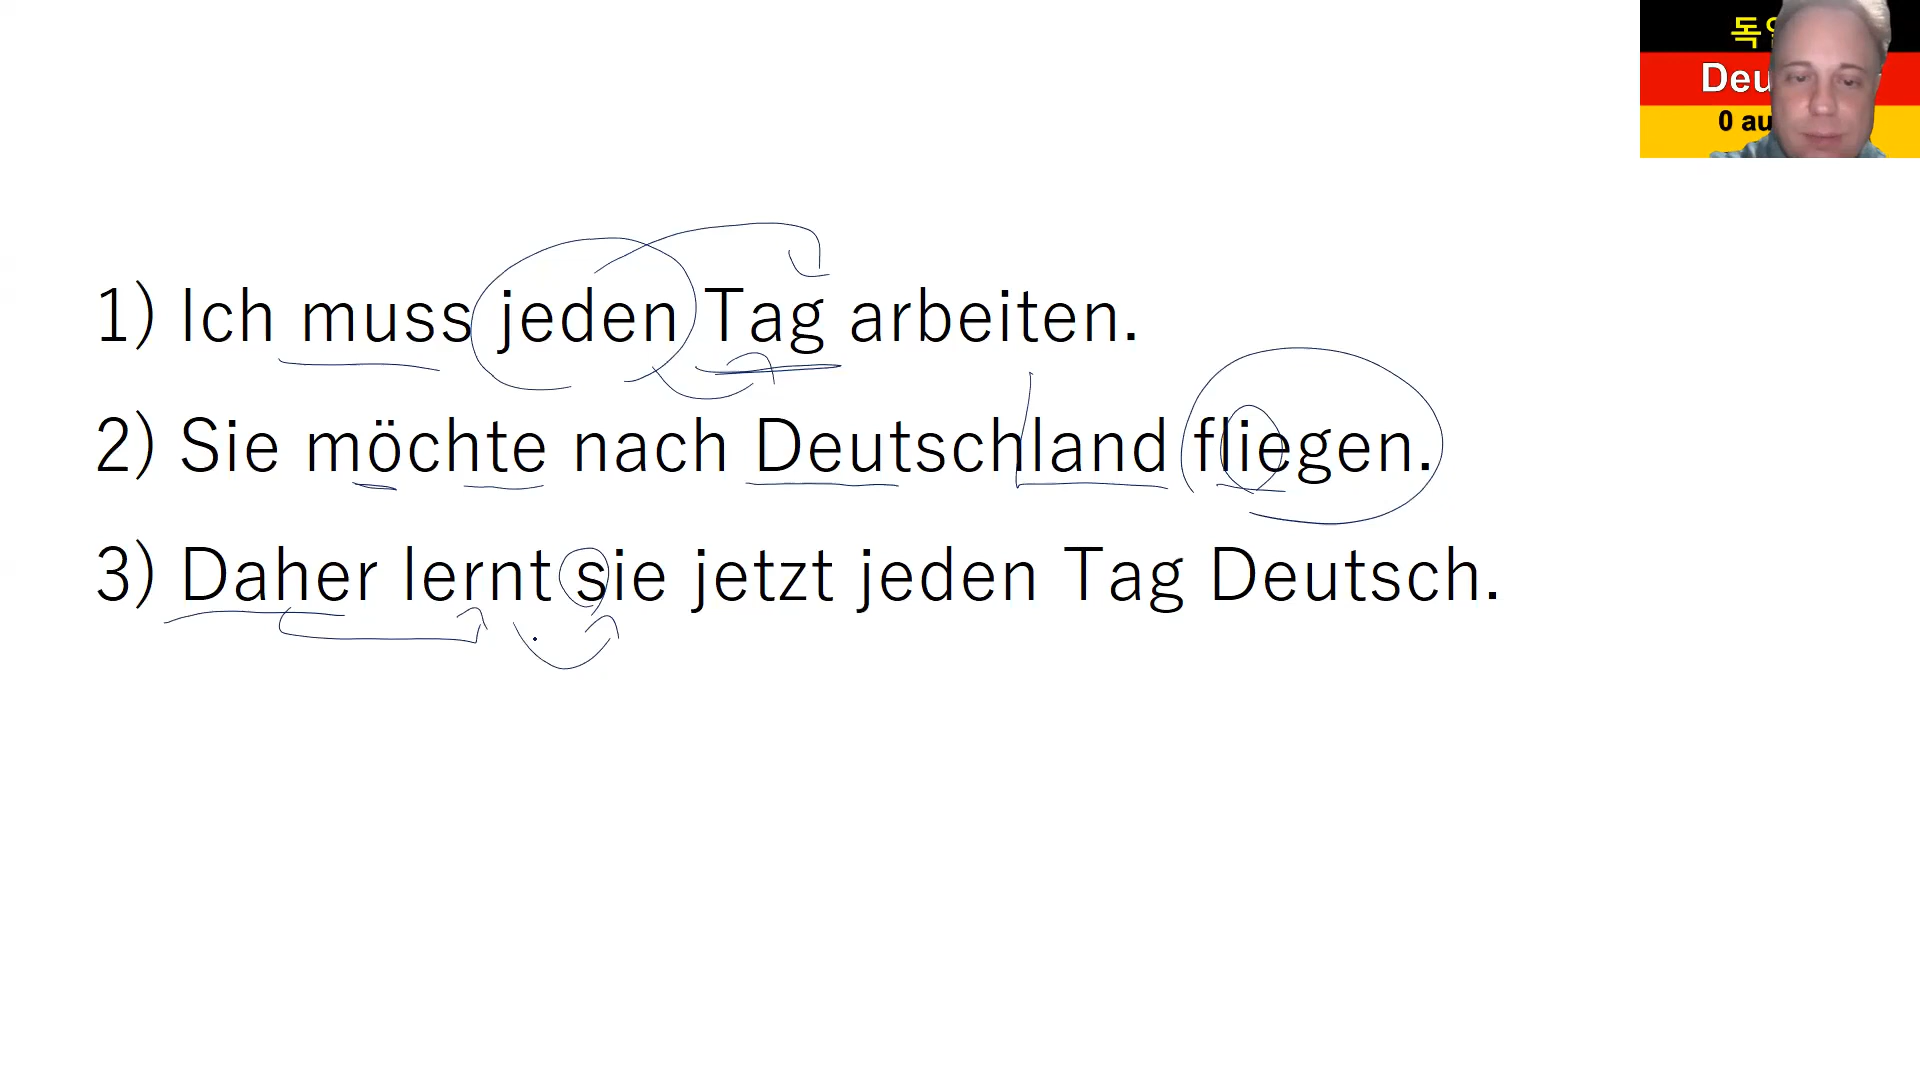 독
Deu
0 au
1) Ich muss jeden Tag arbeiten.
2) Sie möchte nach Deutschland fliegen.
3) Daher lernt sie jetzt jeden Tag Deutsch.